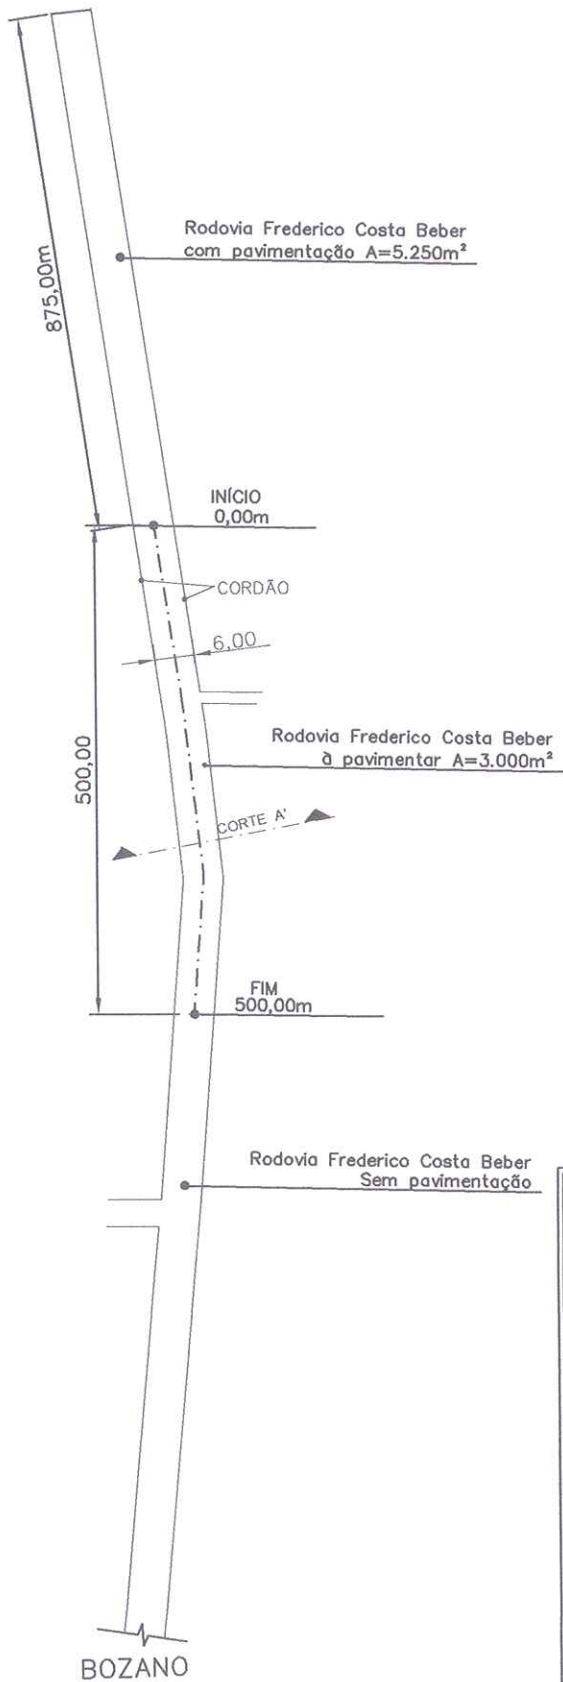 Rodovia Frederico Costa Beber
com pavimentação A=5.250m²
875,00m
INÍCIO
0,00m
CORDÃO
6,00
Rodovia Frederico Costa Beber
à pavimentar A=3.000m²
500,00
CORTE A'
FIM
500,00m
Rodovia Frederico Costa Beber
Sem pavimentação
BOZANO